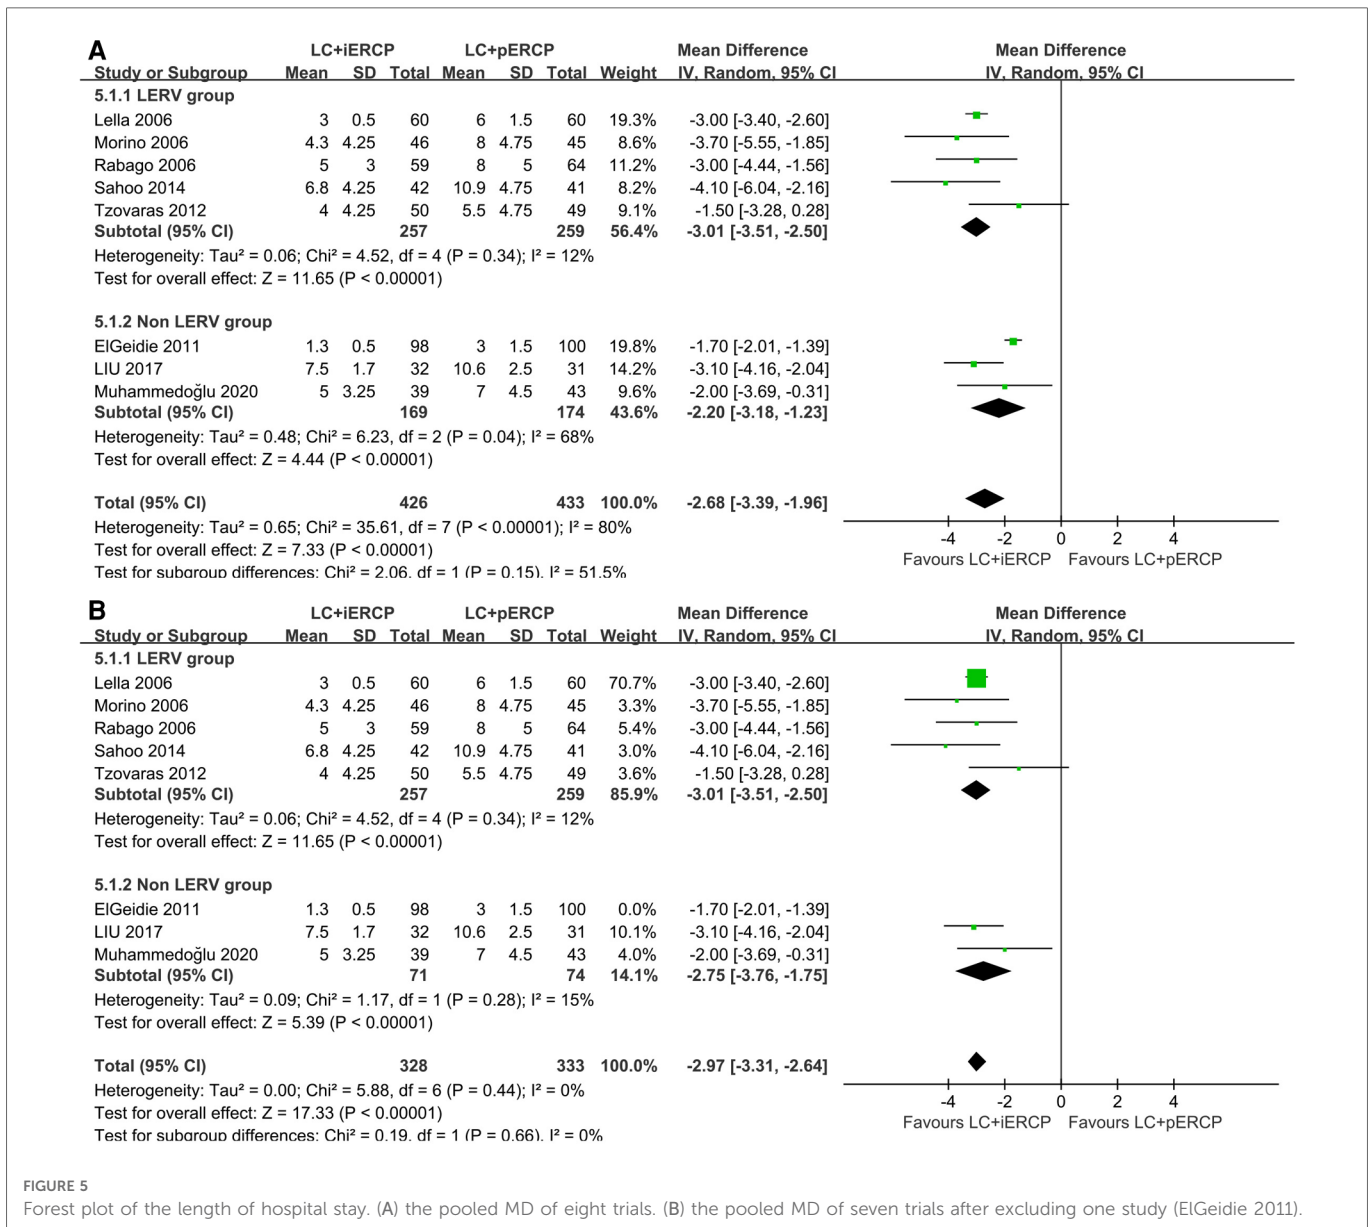 A
LC+iERCP LC+pERCP Mean Difference Mean Difference
Study or Subgroup Mean SD Total Mean SD Total Weight IV, Random, 95% CI IV, Random, 95% CI
5.1.1 LERV group
Lella 2006 3 0.5 60 6 1.5 60 19.3% -3.00 [-3.40, -2.60]
Morino 2006 4.3 4.25 46 8 4.75 45 8.6% -3.70 [-5.55, -1.85]
Rabago 2006 5 3 59 8 5 64 11.2% -3.00 [-4.44, -1.56]
Sahoo 2014 6.8 4.25 42 10.9 4.75 41 8.2% -4.10 [-6.04, -2.16]
Tzovaras 2012 4 4.25 50 5.5 4.75 49 9.1% -1.50 [-3.28, 0.28]
Subtotal (95% CI) 257 259 56.4% -3.01 [-3.51, -2.50]
Heterogeneity: Tau² = 0.06; Chi² = 4.52, df = 4 (P = 0.34); I² = 12%
Test for overall effect: Z = 11.65 (P < 0.00001)
5.1.2 Non LERV group
ElGeidie 2011 1.3 0.5 98 3 1.5 100 19.8% -1.70 [-2.01, -1.39]
LIU 2017 7.5 1.7 32 10.6 2.5 31 14.2% -3.10 [-4.16, -2.04]
Muhammedoğlu 2020 5 3.25 39 7 4.5 43 9.6% -2.00 [-3.69, -0.31]
Subtotal (95% CI) 169 174 43.6% -2.20 [-3.18, -1.23]
Heterogeneity: Tau² = 0.48; Chi² = 6.23, df = 2 (P = 0.04); I² = 68%
Test for overall effect: Z = 4.44 (P < 0.00001)
Total (95% CI) 426 433 100.0% -2.68 [-3.39, -1.96]
Heterogeneity: Tau² = 0.65; Chi² = 35.61, df = 7 (P < 0.00001); I² = 80%
Test for overall effect: Z = 7.33 (P < 0.00001)
Test for subgroup differences: Chi² = 2.06, df = 1 (P = 0.15), I² = 51.5%
-4 -2 0 2 4
Favours LC+iERCP Favours LC+pERCP
B
LC+iERCP LC+pERCP Mean Difference Mean Difference
Study or Subgroup Mean SD Total Mean SD Total Weight IV, Random, 95% CI IV, Random, 95% CI
5.1.1 LERV group
Lella 2006 3 0.5 60 6 1.5 60 70.7% -3.00 [-3.40, -2.60]
Morino 2006 4.3 4.25 46 8 4.75 45 3.3% -3.70 [-5.55, -1.85]
Rabago 2006 5 3 59 8 5 64 5.4% -3.00 [-4.44, -1.56]
Sahoo 2014 6.8 4.25 42 10.9 4.75 41 3.0% -4.10 [-6.04, -2.16]
Tzovaras 2012 4 4.25 50 5.5 4.75 49 3.6% -1.50 [-3.28, 0.28]
Subtotal (95% CI) 257 259 85.9% -3.01 [-3.51, -2.50]
Heterogeneity: Tau² = 0.06; Chi² = 4.52, df = 4 (P = 0.34); I² = 12%
Test for overall effect: Z = 11.65 (P < 0.00001)
5.1.2 Non LERV group
ElGeidie 2011 1.3 0.5 98 3 1.5 100 0.0% -1.70 [-2.01, -1.39]
LIU 2017 7.5 1.7 32 10.6 2.5 31 10.1% -3.10 [-4.16, -2.04]
Muhammedoğlu 2020 5 3.25 39 7 4.5 43 4.0% -2.00 [-3.69, -0.31]
Subtotal (95% CI) 71 74 14.1% -2.75 [-3.76, -1.75]
Heterogeneity: Tau² = 0.09; Chi² = 1.17, df = 1 (P = 0.28); I² = 15%
Test for overall effect: Z = 5.39 (P < 0.00001)
Total (95% CI) 328 333 100.0% -2.97 [-3.31, -2.64]
Heterogeneity: Tau² = 0.00; Chi² = 5.88, df = 6 (P = 0.44); I² = 0%
Test for overall effect: Z = 17.33 (P < 0.00001)
Test for subgroup differences: Chi² = 0.19, df = 1 (P = 0.66), I² = 0%
-4 -2 0 2 4
Favours LC+iERCP Favours LC+pERCP
FIGURE 5
Forest plot of the length of hospital stay. (A) the pooled MD of eight trials. (B) the pooled MD of seven trials after excluding one study (ElGeidie 2011).